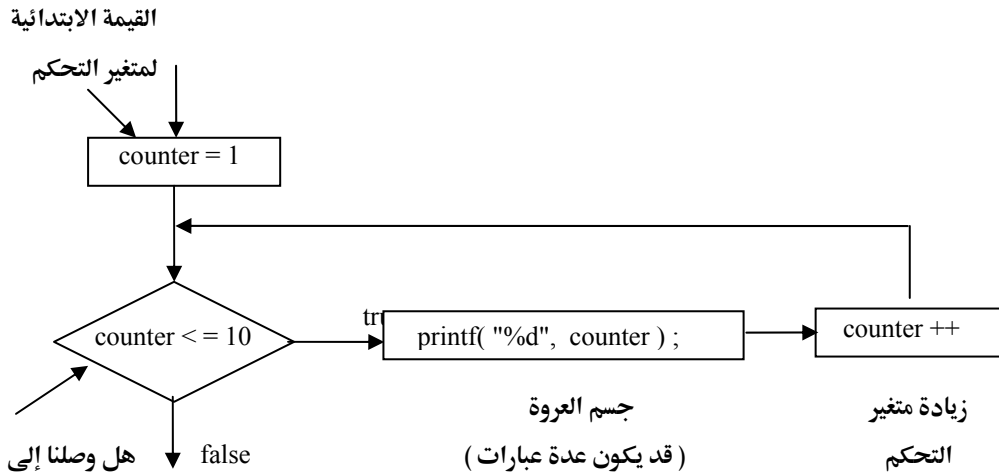 القيمة الابتدائية
لمتغير التحكم
counter = 1
counter < = 10
printf( "%d", counter ) ;
counter ++
جسم العروة
( قد يكون عدة عبارات )
زيادة متغير
التحكم
false
هل وصلنا إلى